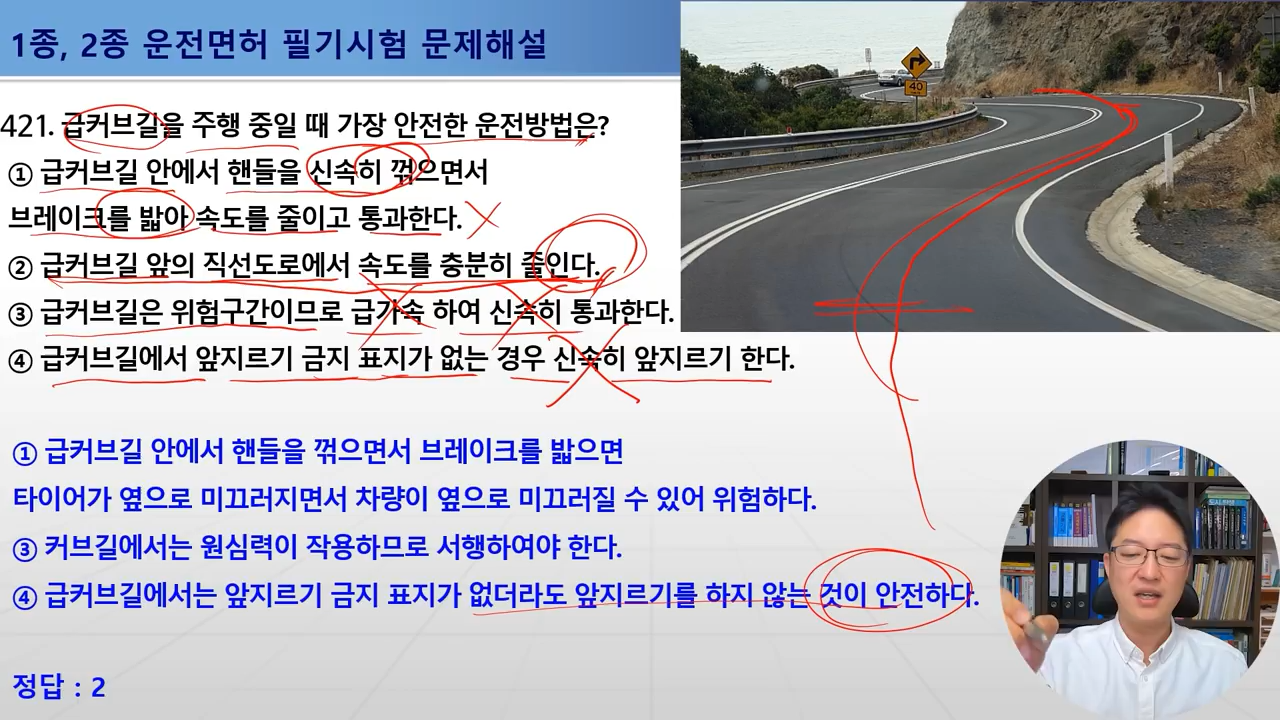 1종, 2종 운전면허 필기시험 문제해설
421. 급커브길을 주행 중일 때 가장 안전한 운전방법은?
① 급커브길 안에서 핸들을 신속히 꺾으면서
브레이크를 밟아 속도를 줄이고 통과한다.
② 급커브길 앞의 직선도로에서 속도를 충분히 줄인다.
③ 급커브길은 위험구간이므로 급가속 하여 신속히 통과한다.
④ 급커브길에서 앞지르기 금지 표지가 없는 경우 신속히 앞지르기 한다.
40
① 급커브길 안에서 핸들을 꺾으면서 브레이크를 밟으면
타이어가 옆으로 미끄러지면서 차량이 옆으로 미끄러질 수 있어 위험하다.
③ 커브길에서는 원심력이 작용하므로 서행하여야 한다.
④ 급커브길에서는 앞지르기 금지 표지가 없더라도 앞지르기를 하지 않는 것이 안전하다.
정답 : 2